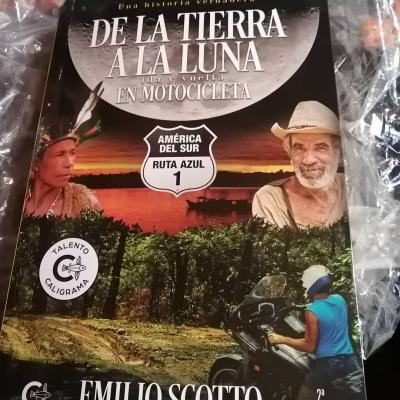 Una historia verdadera
DE LA TIERRA
A LA LUNA
ida y vuelta
EN MOTOCICLETA
AMÉRICA
DEL SUR
RUTA AZUL
1
TALENTO
C
CALIGRAMA
EMILIO SCOTTO
C
2ª